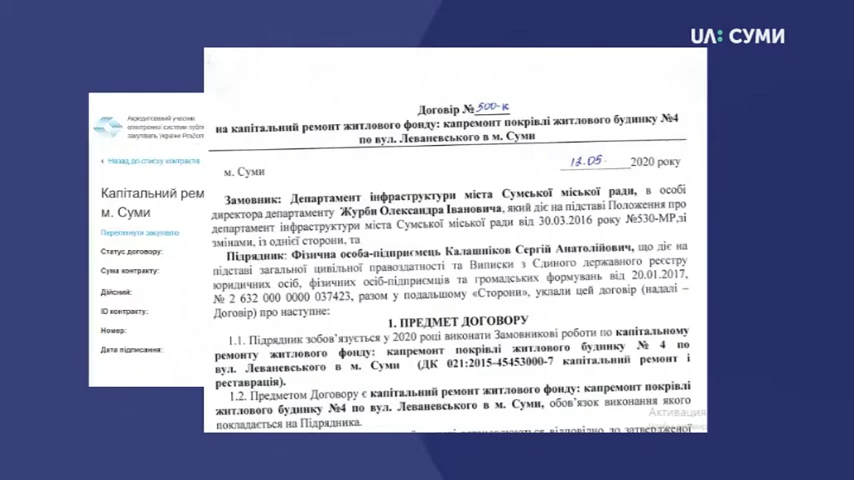 UA: СУМИ
Акредитований учасник
електронної системи публі
закупівель України ProZorro
Назад до списку контрактів
Капітальний рем
м. Суми
Переглянути закупівлю
Статус договору:
Сума контракту:
Дійсний:
ID контракту:
Номер:
Дата підписання:
Договір № 500-к
на капітальний ремонт житлового фонду: капремонт покрівлі житлового будинку №4
по вул. Леваневського в м. Суми
м. Суми 12.05. 2020 року
Замовник: Департамент інфраструктури міста Сумської міської ради, в особі
директора департаменту Журби Олександра Івановича, який діє на підставі Положення про
департамент інфраструктури міста Сумської міської ради від 30.03.2016 року №530-МР,зі
змінами, із однієї сторони, та
Підрядник: Фізична особа-підприємець Калашніков Сергій Анатолійович, що діє на
підставі загальної цивільної правоздатності та Виписки з Єдиного державного реєстру
юридичних осіб, фізичних осіб-підприємців та громадських формувань від 20.01.2017,
№ 2 632 000 0000 037423, разом у подальшому «Сторони», уклали цей договір (надалі –
Договір) про наступне:
1. ПРЕДМЕТ ДОГОВОРУ
1.1. Підрядник зобов'язується у 2020 році виконати Замовникові роботи по капітальному
ремонту житлового фонду: капремонт покрівлі житлового будинку № 4 по
вул. Леваневського в м. Суми (ДК 021:2015-45453000-7 капітальний ремонт і
реставрація).
1.2. Предметом Договору є капітальний ремонт житлового фонду: капремонт покрівлі
житлового будинку №4 по вул. Леваневського в м. Суми, обов'язок виконання якого
покладається на Підрядника.
Активация
відповідно до затвердженої